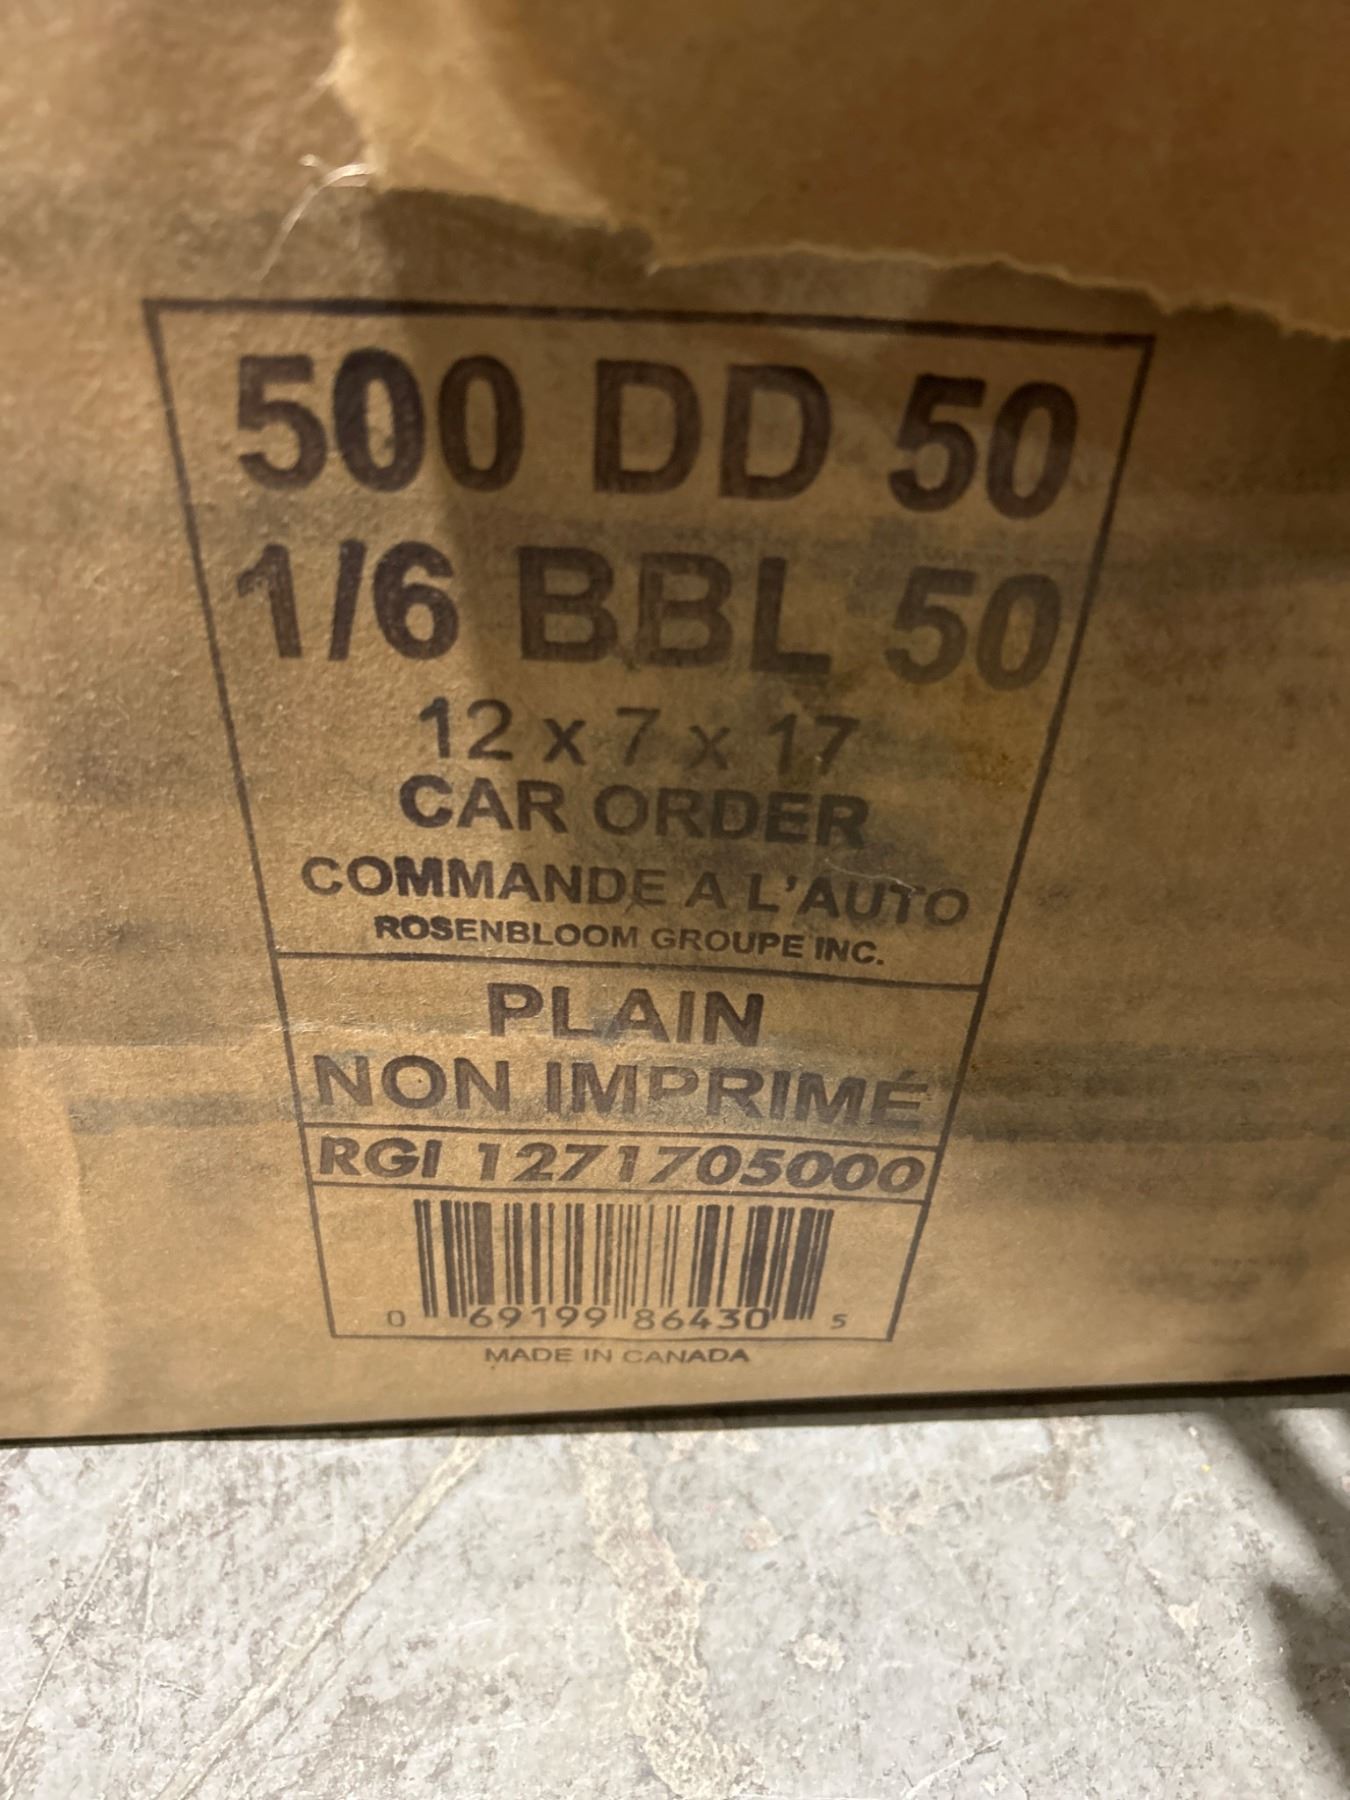 500 DD 50
1/6 BBL 50
12 x 7 x 17
CAR ORDER
COMMANDE A L'AUTO
ROSENBLOOM GROUPE INC.
PLAIN
NON IMPRIMÉ
RGI 1271705000
0 69199 86430 5
MADE IN CANADA